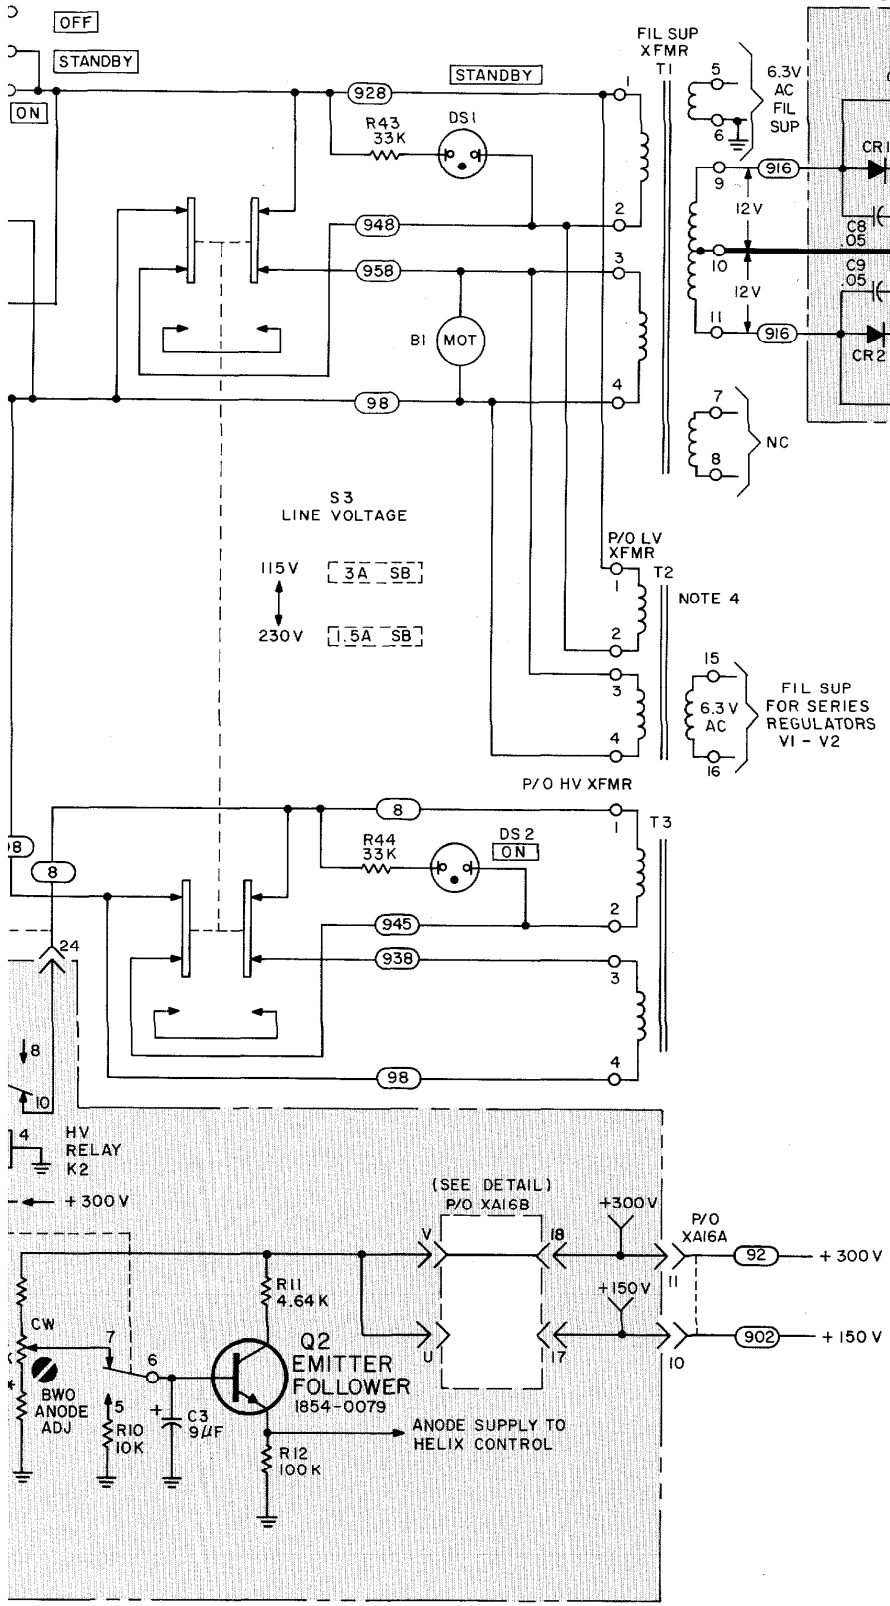 OFF
STANDBY
ON
928
STANDBY
R43
33K
DS1
FIL SUP
XFMR
T1
1
2
3
4
5
6
6.3V
AC
FIL
SUP
9
916
12V
10
12V
11
916
CR1
C8
.05
C9
.05
CR2
7
8
NC
948
958
B1
MOT
98
S3
LINE VOLTAGE
115V
3A SB
230V
1.5A SB
P/O LV
XFMR
T2
NOTE 4
1
2
3
4
15
6.3V
AC
16
FIL SUP
FOR SERIES
REGULATORS
V1 - V2
P/O HV XFMR
8
1
T3
R44
33K
DS2
ON
98
8
945
2
938
3
24
98
4
8
10
4
HV
RELAY
K2
+300V
(SEE DETAIL)
P/O XA16B
V
18
+300V
P/O
XA16A
11
92
+300V
U
17
+150V
10
902
+150V
R11
4.64K
CW
7
6
Q2
EMITTER
FOLLOWER
1854-0079
*
BWO
ANODE
ADJ
5
R10
10K
+
C3
9µF
R12
100K
ANODE SUPPLY TO
HELIX CONTROL